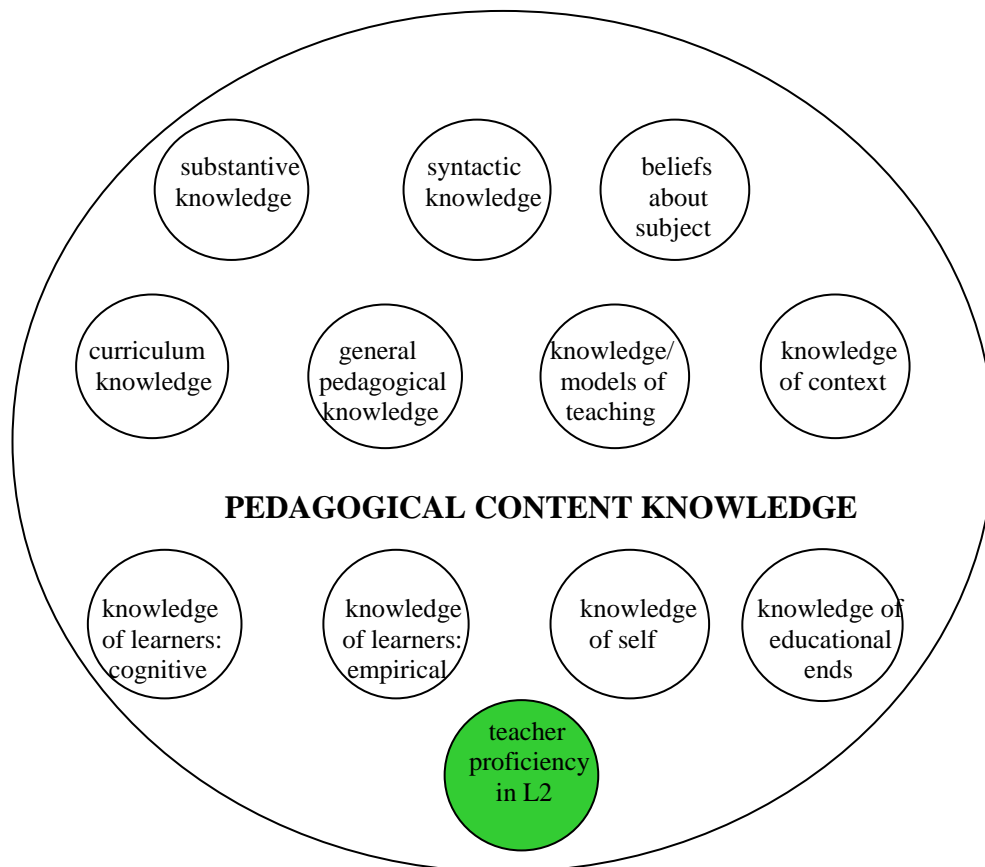 substantive
knowledge
syntactic
knowledge
beliefs
about
subject
curriculum
knowledge
general
pedagogical
knowledge
knowledge/
models of
teaching
knowledge
of context
PEDAGOGICAL CONTENT KNOWLEDGE
knowledge
of learners:
cognitive
knowledge
of learners:
empirical
knowledge
of self
knowledge of
educational
ends
teacher
proficiency
in L2